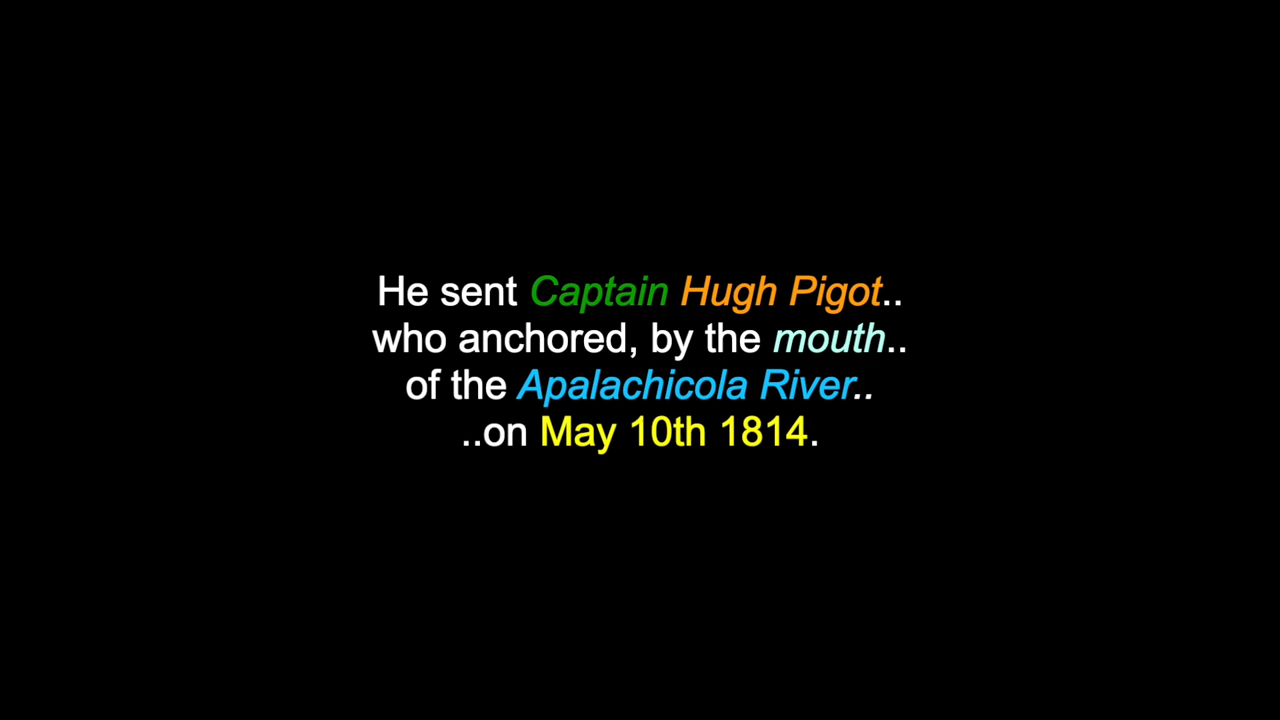 He sent Captain Hugh Pigot..
who anchored, by the mouth..
of the Apalachicola River..
..on May 10th 1814.